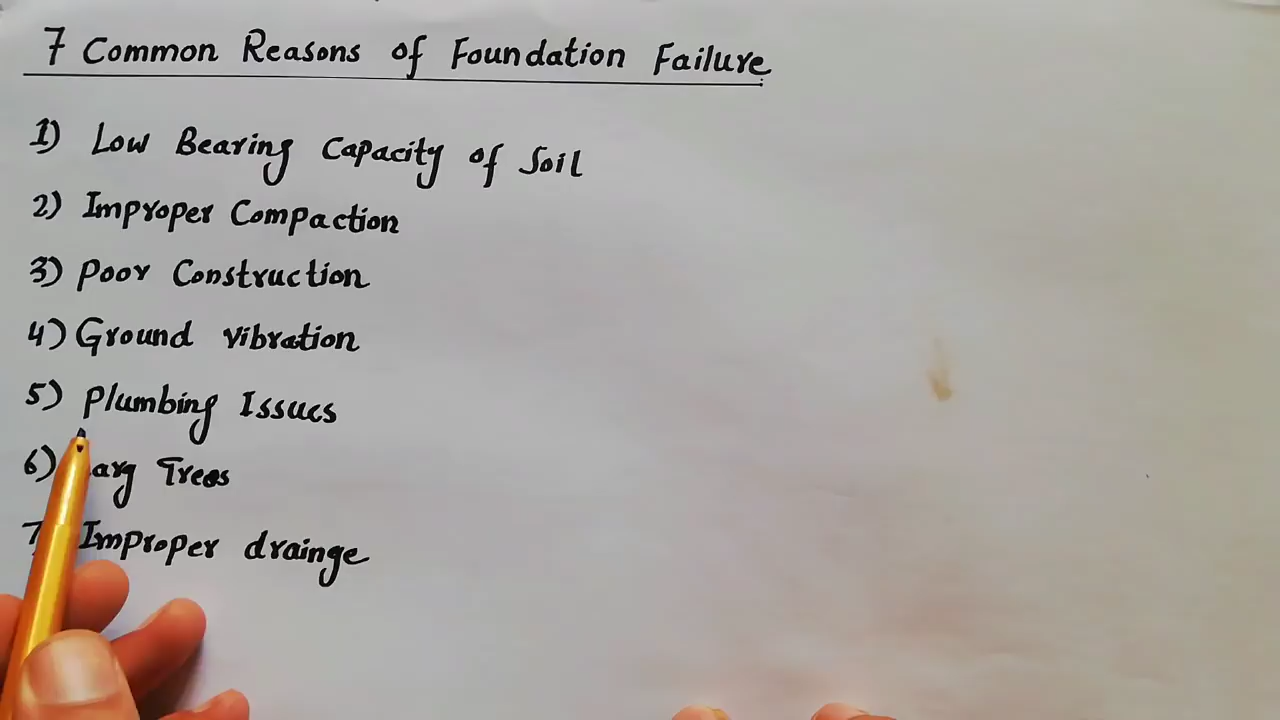 7 Common Reasons of Foundation Failure
1) Low Bearing Capacity of Soil
2) Improper Compaction
3) Poor Construction
4) Ground Vibration
5) Plumbing Issues
6) Trees
7) Improper drainge